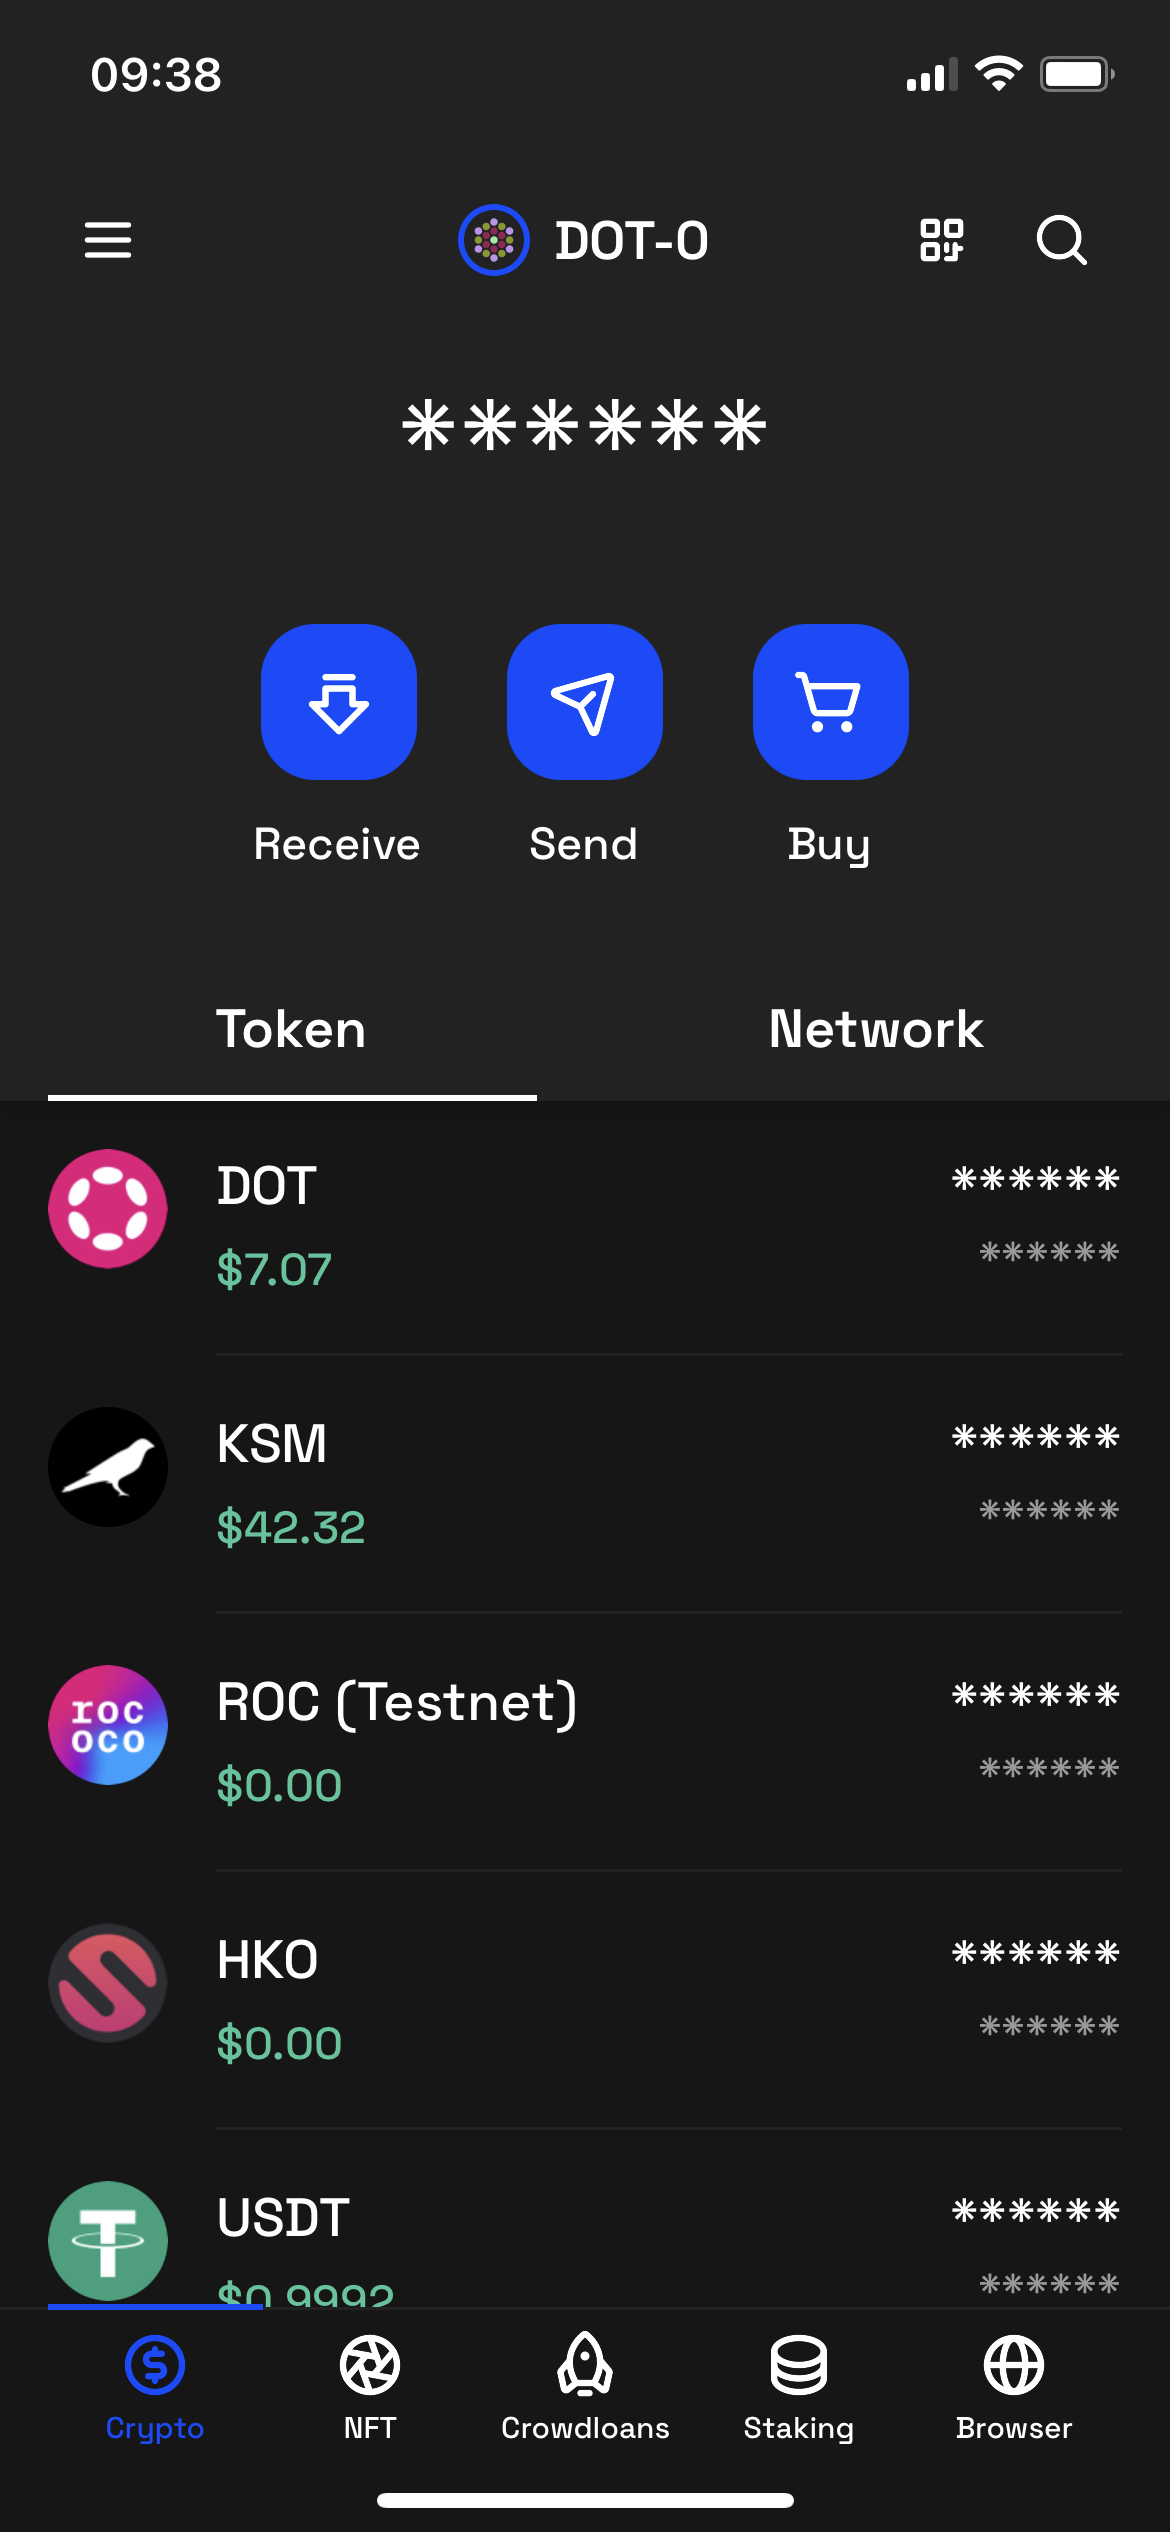 09:38
DOT-O
******
Receive
Send
Buy
Token
Network
DOT
******
$7.07
******
KSM
******
$42.32
******
roc
oco
ROC (Testnet)
******
$0.00
******
HKO
******
$0.00
******
USDT
******
$0.9992
******
Crypto
NFT
Crowdloans
Staking
Browser